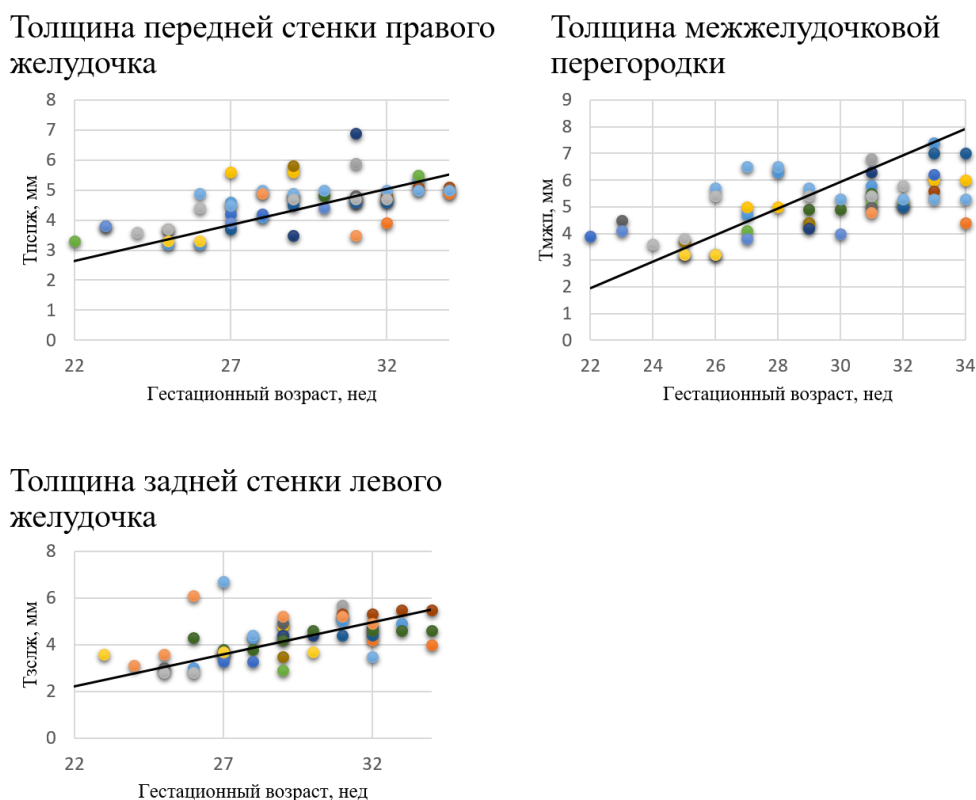 Толщина передней стенки правого
желудочка
8
7
6
5
4
3
2
1
0
Тпспж, мм
22 27 32
Гестационный возраст, нед
Толщина межжелудочковой
перегородки
9
8
7
6
5
4
3
2
1
0
Тмжп, мм
22 24 26 28 30 32 34
Гестационный возраст, нед
Толщина задней стенки левого
желудочка
8
6
4
2
0
Тзслж, мм
22 27 32
Гестационный возраст, нед